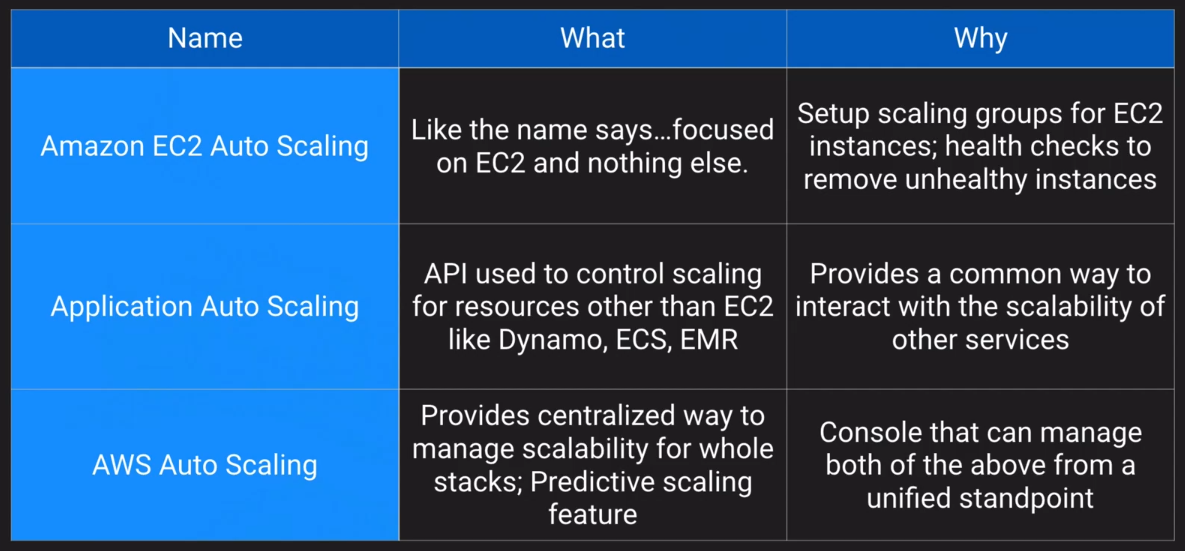 Name
What
Why
Amazon EC2 Auto Scaling
Like the name says...focused
on EC2 and nothing else.
Setup scaling groups for EC2
instances; health checks to
remove unhealthy instances
Application Auto Scaling
API used to control scaling
for resources other than EC2
like Dynamo, ECS, EMR
Provides a common way to
interact with the scalability of
other services
AWS Auto Scaling
Provides centralized way to
manage scalability for whole
stacks; Predictive scaling
feature
Console that can manage
both of the above from a
unified standpoint